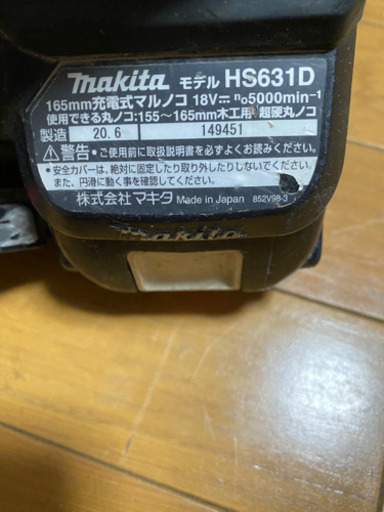 makita モデル HS631D
165mm充電式マルノコ 18V⎓ n₀5000min⁻¹
使用できる丸ノコ:155～165mm木工用 超硬丸ノコ
製造 20.6 149451
⚠警告 ●ご使用前に取扱説明書を必ずよくお読みください。
●安全カバーは、絶対に固定したり取り外したりしないでください。
また、円滑に動く事を確認してください。
株式会社マキタ Made in Japan 852V98-3
makita